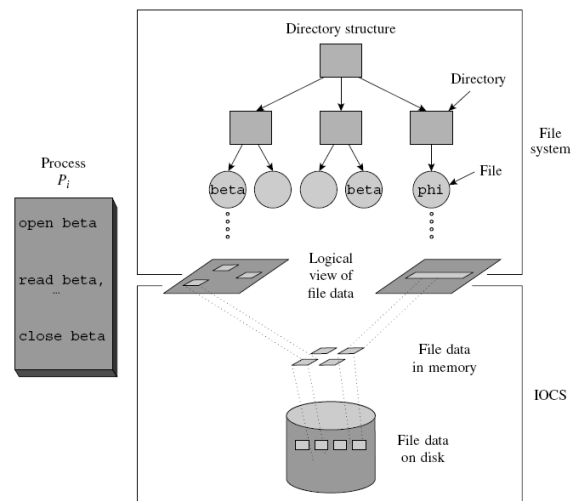 Directory structure
Directory
File
system
Process
P_i
beta
beta
phi
File
open beta
read beta,
...
close beta
Logical
view of
file data
File data
in memory
IOCS
File data
on disk